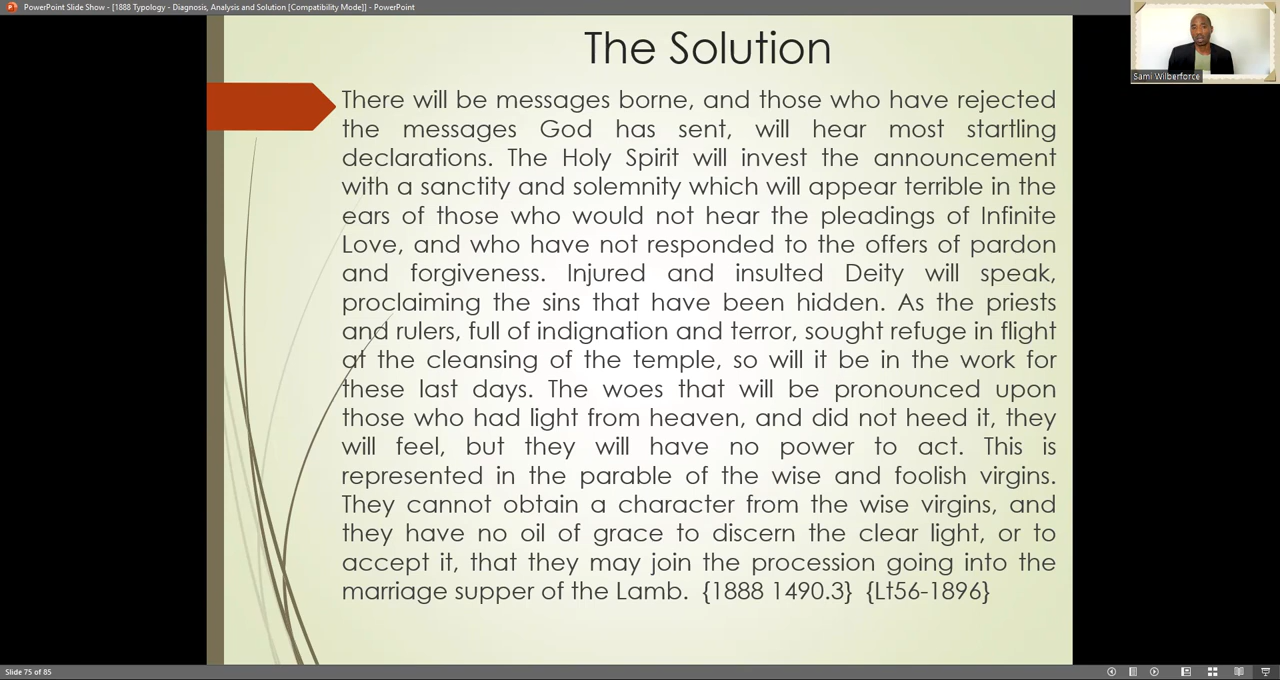 PowerPoint Slide Show - [1888 Typology - Diagnosis, Analysis and Solution [Compatibility Mode]] - PowerPoint
Sami Wilberforce
The Solution
There will be messages borne, and those who have rejected
the messages God has sent, will hear most startling
declarations. The Holy Spirit will invest the announcement
with a sanctity and solemnity which will appear terrible in the
ears of those who would not hear the pleadings of Infinite
Love, and who have not responded to the offers of pardon
and forgiveness. Injured and insulted Deity will speak,
proclaiming the sins that have been hidden. As the priests
and rulers, full of indignation and terror, sought refuge in flight
at the cleansing of the temple, so will it be in the work for
these last days. The woes that will be pronounced upon
those who had light from heaven, and did not heed it, they
will feel, but they will have no power to act. This is
represented in the parable of the wise and foolish virgins.
They cannot obtain a character from the wise virgins, and
they have no oil of grace to discern the clear light, or to
accept it, that they may join the procession going into the
marriage supper of the Lamb. {1888 1490.3} {Lt56-1896}
Slide 75 of 85